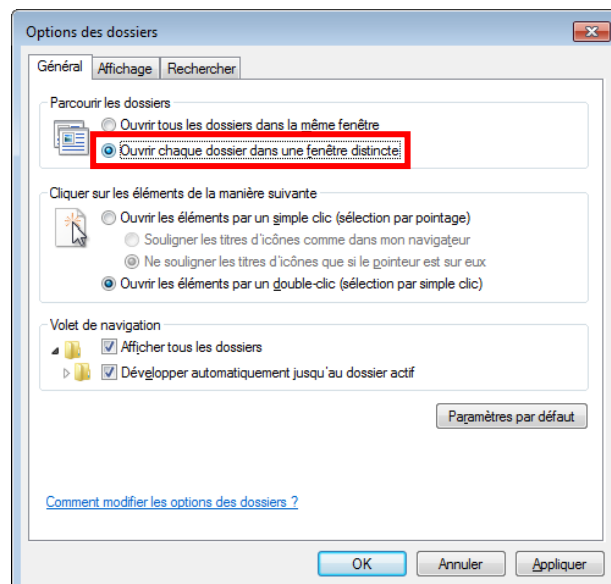 Options des dossiers
Général Affichage Rechercher
Parcourir les dossiers
Ouvrir tous les dossiers dans la même fenêtre
Ouvrir chaque dossier dans une fenêtre distincte
Cliquer sur les éléments de la manière suivante
Ouvrir les éléments par un simple clic (sélection par pointage)
Souligner les titres d'icônes comme dans mon navigateur
Ne souligner les titres d'icônes que si le pointeur est sur eux
Ouvrir les éléments par un double-clic (sélection par simple clic)
Volet de navigation
Afficher tous les dossiers
Développer automatiquement jusqu'au dossier actif
Paramètres par défaut
Comment modifier les options des dossiers ?
OK Annuler Appliquer